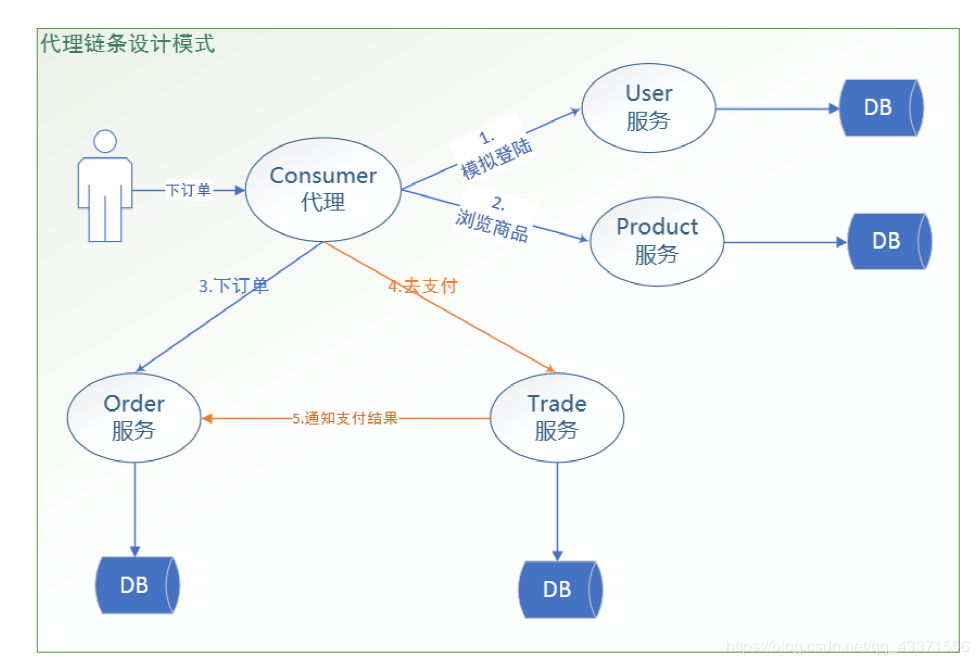 代理链条设计模式
User
服务
DB
1.
模拟登陆
Consumer
代理
下订单
2.
浏览商品
Product
服务
DB
3.下订单
4.去支付
Order
服务
5.通知支付结果
Trade
服务
DB
DB
https://blog.csdn.net/qq_43371556